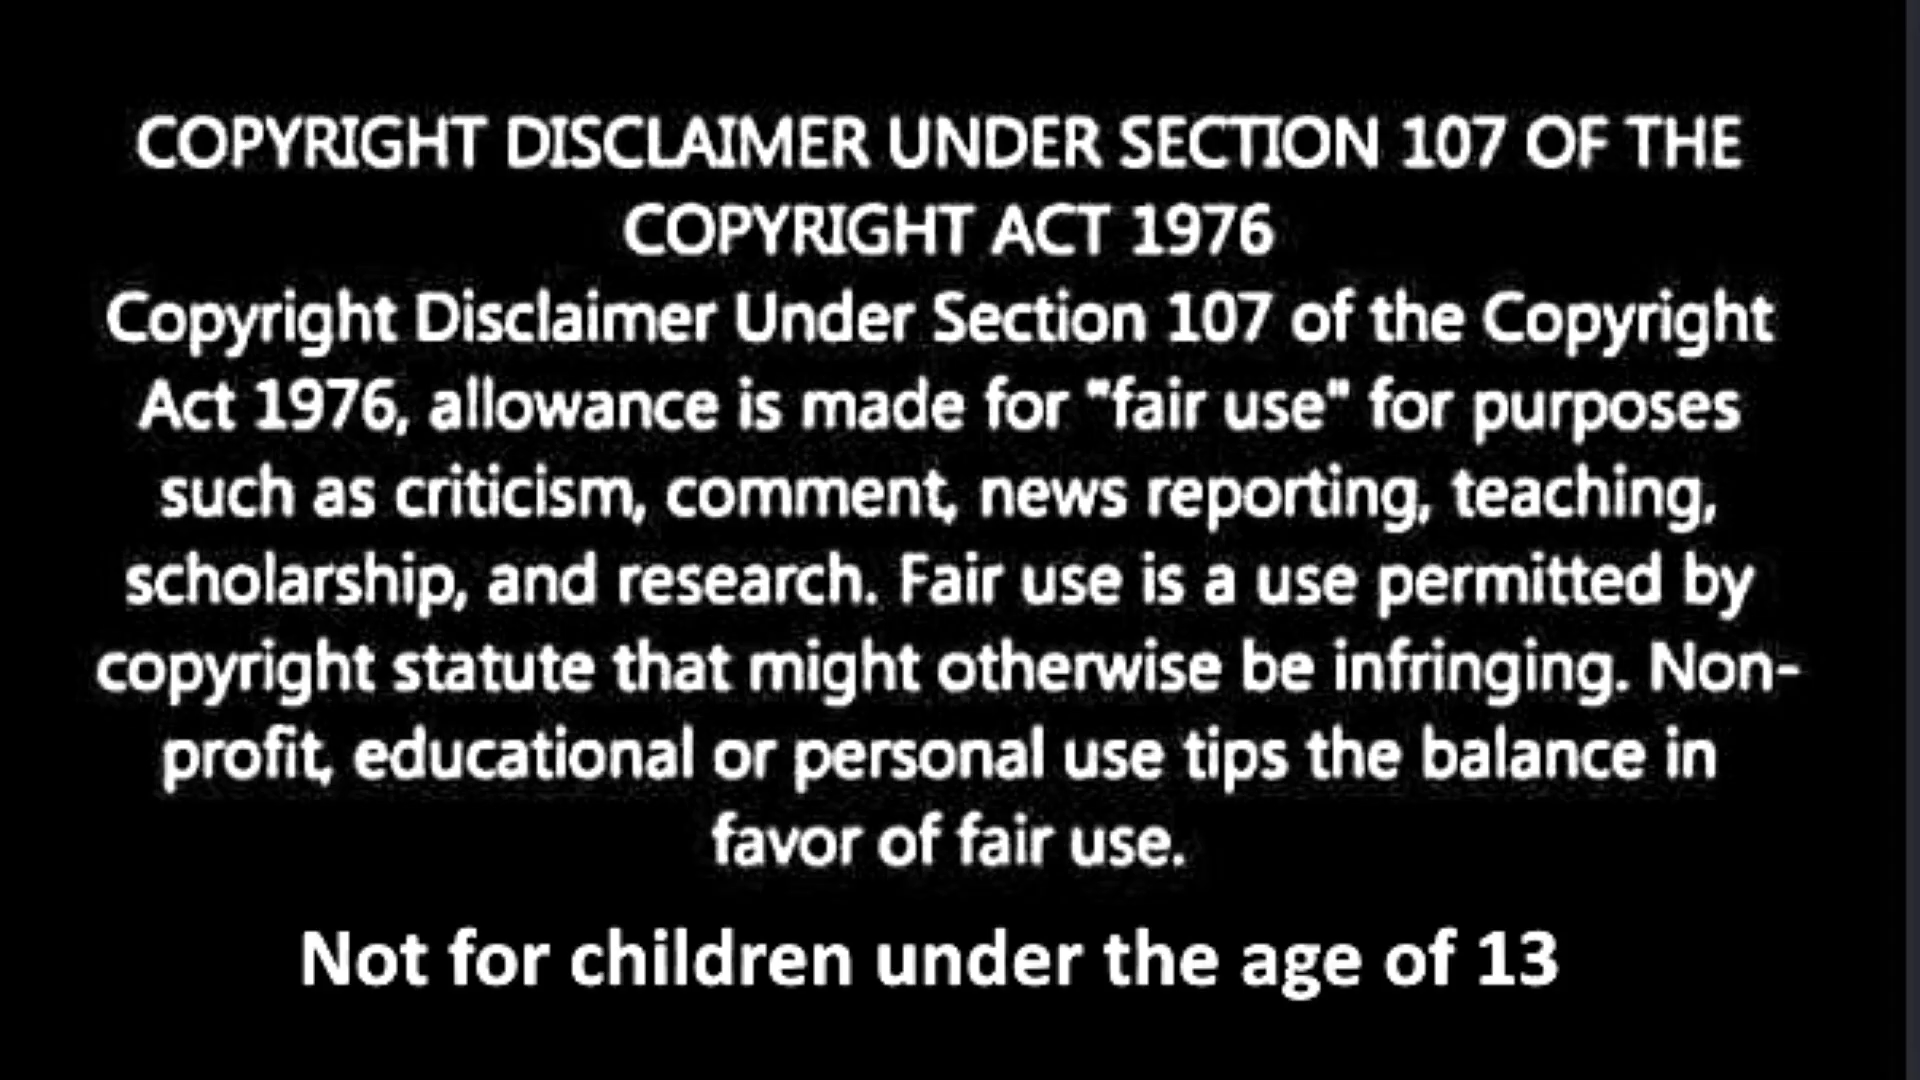 COPYRIGHT DISCLAIMER UNDER SECTION 107 OF THE
COPYRIGHT ACT 1976
Copyright Disclaimer Under Section 107 of the Copyright
Act 1976, allowance is made for "fair use" for purposes
such as criticism, comment, news reporting, teaching,
scholarship, and research. Fair use is a use permitted by
copyright statute that might otherwise be infringing. Non-
profit, educational or personal use tips the balance in
favor of fair use.
Not for children under the age of 13